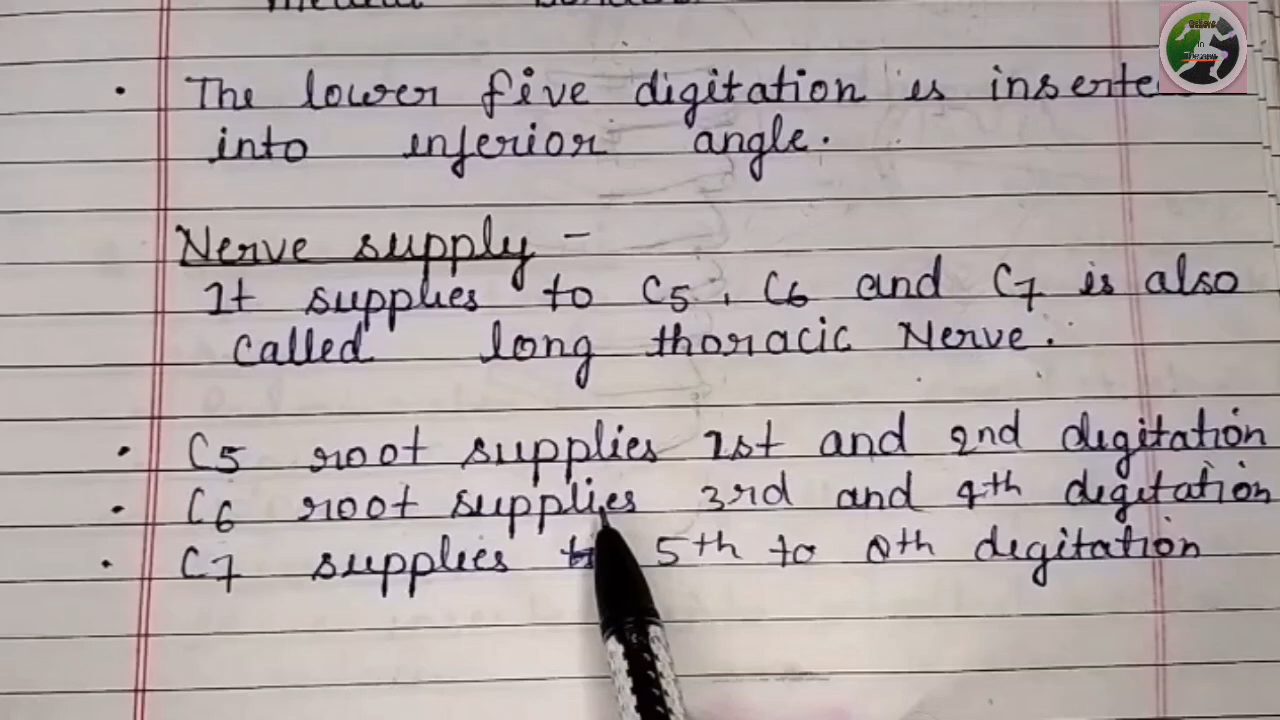 • The lower five digitation is inserte
into inferior angle.
Nerve supply -
It supplies to C5, C6 and C7 is also
called long thoracic Nerve.
• C5 root supplies 1st and 2nd digitation
• C6 root supplies 3rd and 4th digitation
• C7 supplies 5th to 8th digitation
In